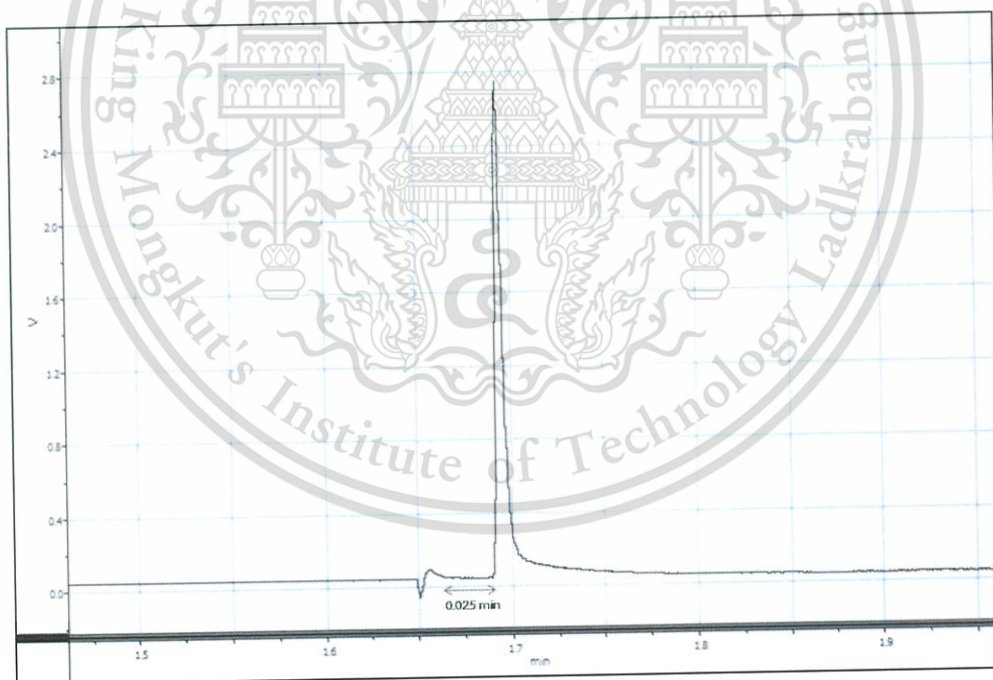 King Mongkut's Institute of Technology Ladkrabang
2.8
2.4
2.0
1.6
V
1.2
0.8
0.4
0.0
0.025 min
1.5 1.6 1.7 1.8 1.9
min